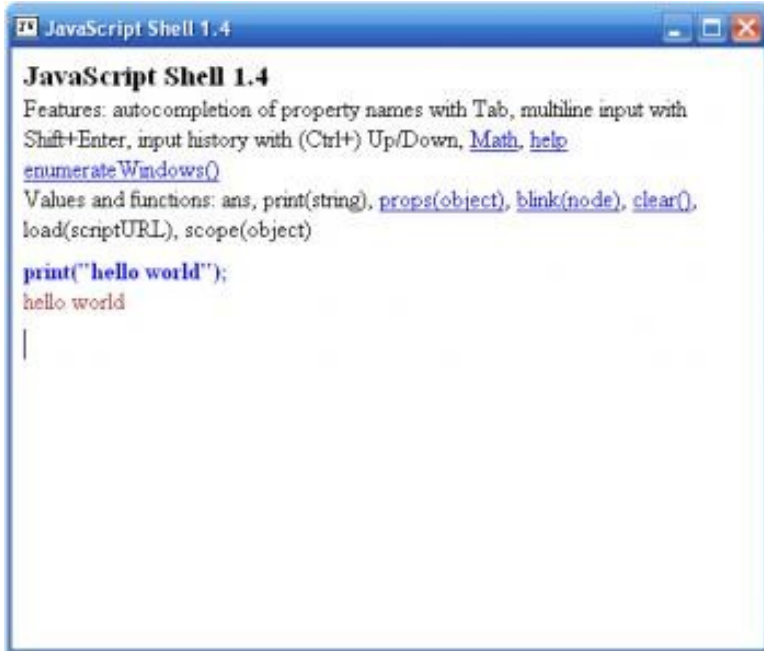 JavaScript Shell 1.4
JavaScript Shell 1.4
Features: autocompletion of property names with Tab, multiline input with
Shift+Enter, input history with (Ctrl+) Up/Down, Math, help
enumerateWindows()
Values and functions: ans, print(string), props(object), blink(node), clear(),
load(scriptURL), scope(object)
print("hello world");
hello world